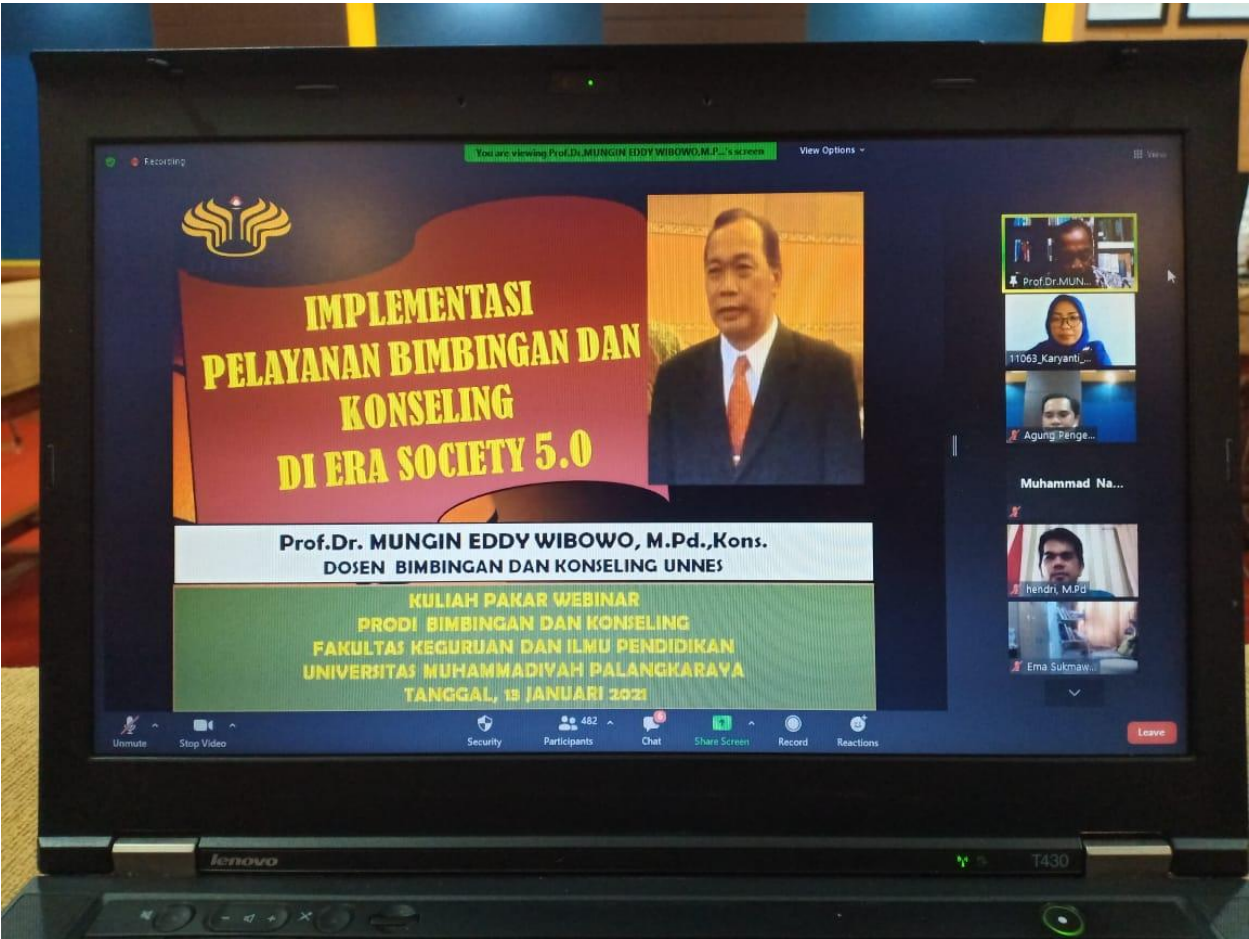 Recording
You are viewing Prof.Dr.MUNGIN EDDY WIBOWO,M.P...'s screen
View Options
View
IMPLEMENTASI
PELAYANAN BIMBINGAN DAN
KONSELING
DI ERA SOCIETY 5.0
Prof.Dr. MUNGIN EDDY WIBOWO, M.Pd.,Kons.
DOSEN BIMBINGAN DAN KONSELING UNNES
KULIAH PAKAR WEBINAR
PRODI BIMBINGAN DAN KONSELING
FAKULTAS KEGURUAN DAN ILMU PENDIDIKAN
UNIVERSITAS MUHAMMADIYAH PALANGKARAYA
TANGGAL, 13 JANUARI 2021
Prof.Dr.MUN...
11063_Karyanti_...
Agung Penge...
Muhammad Na...
hendri, M.Pd
Ema Sukmaw...
Unmute
Stop Video
Security
482
Participants
6
Chat
Share Screen
Record
Reactions
Leave
lenovo
T430